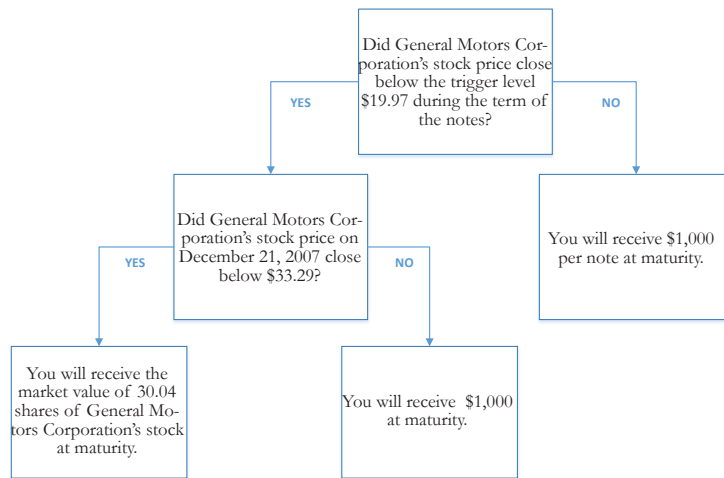 Did General Motors Cor-
poration's stock price close
below the trigger level
$19.97 during the term of
the notes?
YES
NO
Did General Motors Cor-
poration's stock price on
December 21, 2007 close
below $33.29?
You will receive $1,000
per note at maturity.
YES
NO
You will receive the
market value of 30.04
shares of General Mo-
tors Corporation's stock
at maturity.
You will receive $1,000
at maturity.